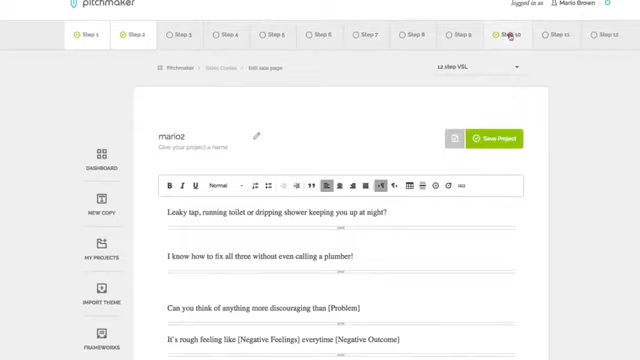 pitchmaker
logged in as Mario Brown
Step 1 Step 2 Step 3 Step 4 Step 5 Step 6 Step 7 Step 8 Step 9 Step 10 Step 11 Step 12
Pitchmaker / Sales Copies / Edit sale page
12 step VSL
mario2
Give your project a name
Save Project
DASHBOARD
NEW COPY
MY PROJECTS
IMPORT THEME
FRAMEWORKS
B I U Normal
Leaky tap, running toilet or dripping shower keeping you up at night?
I know how to fix all three without even calling a plumber!
Can you think of anything more discouraging than [Problem]
It's rough feeling like [Negative Feelings] everytime [Negative Outcome]